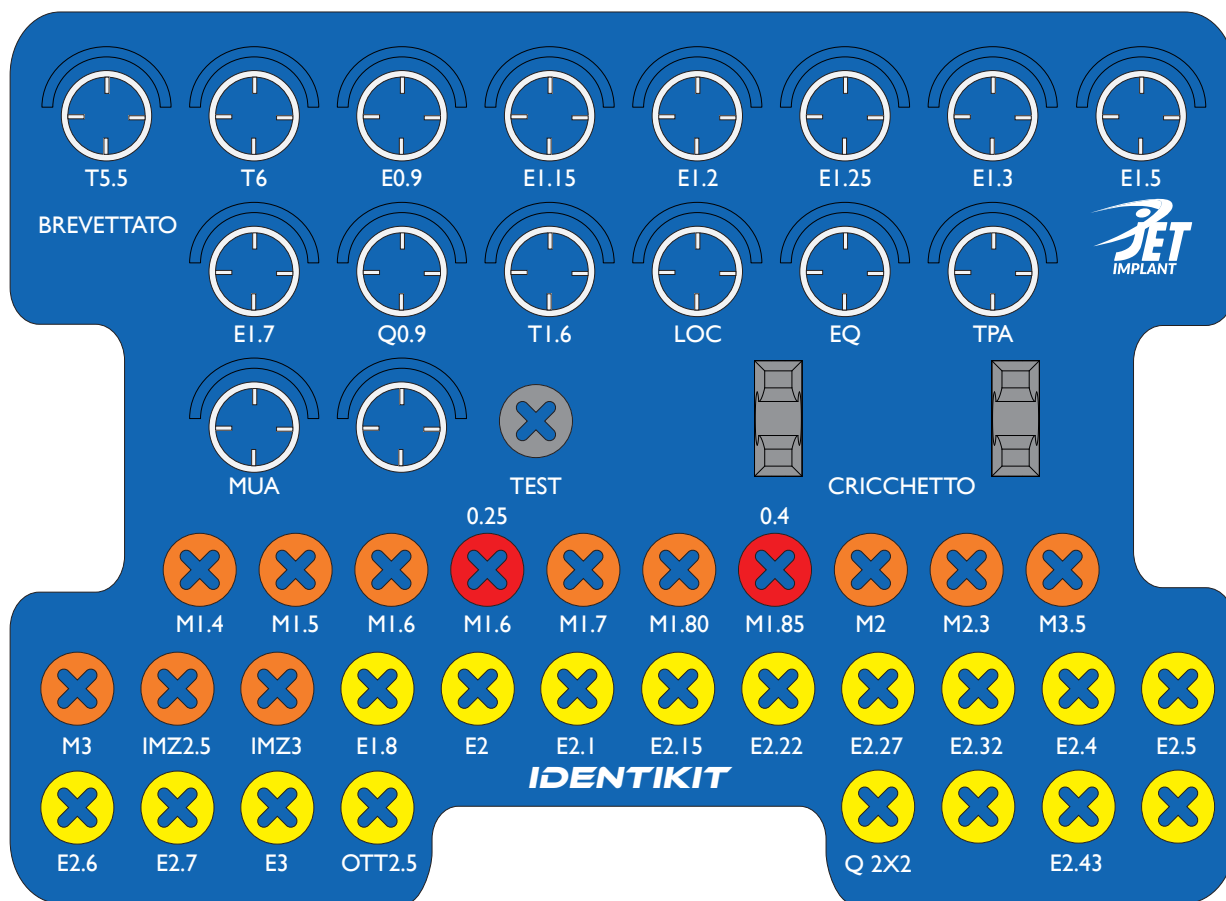 T5.5 T6 E0.9 E1.15 E1.2 E1.25 E1.3 E1.5
BREVETTATO
JET
IMPLANT
E1.7 Q0.9 T1.6 LOC EQ TPA
MUA TEST CRICCHETTO
0.25 0.4
M1.4 M1.5 M1.6 M1.6 M1.7 M1.80 M1.85 M2 M2.3 M3.5
M3 IMZ2.5 IMZ3 E1.8 E2 E2.1 E2.15 E2.22 E2.27 E2.32 E2.4 E2.5
IDENTIKIT
E2.6 E2.7 E3 OTT2.5 Q 2X2 E2.43